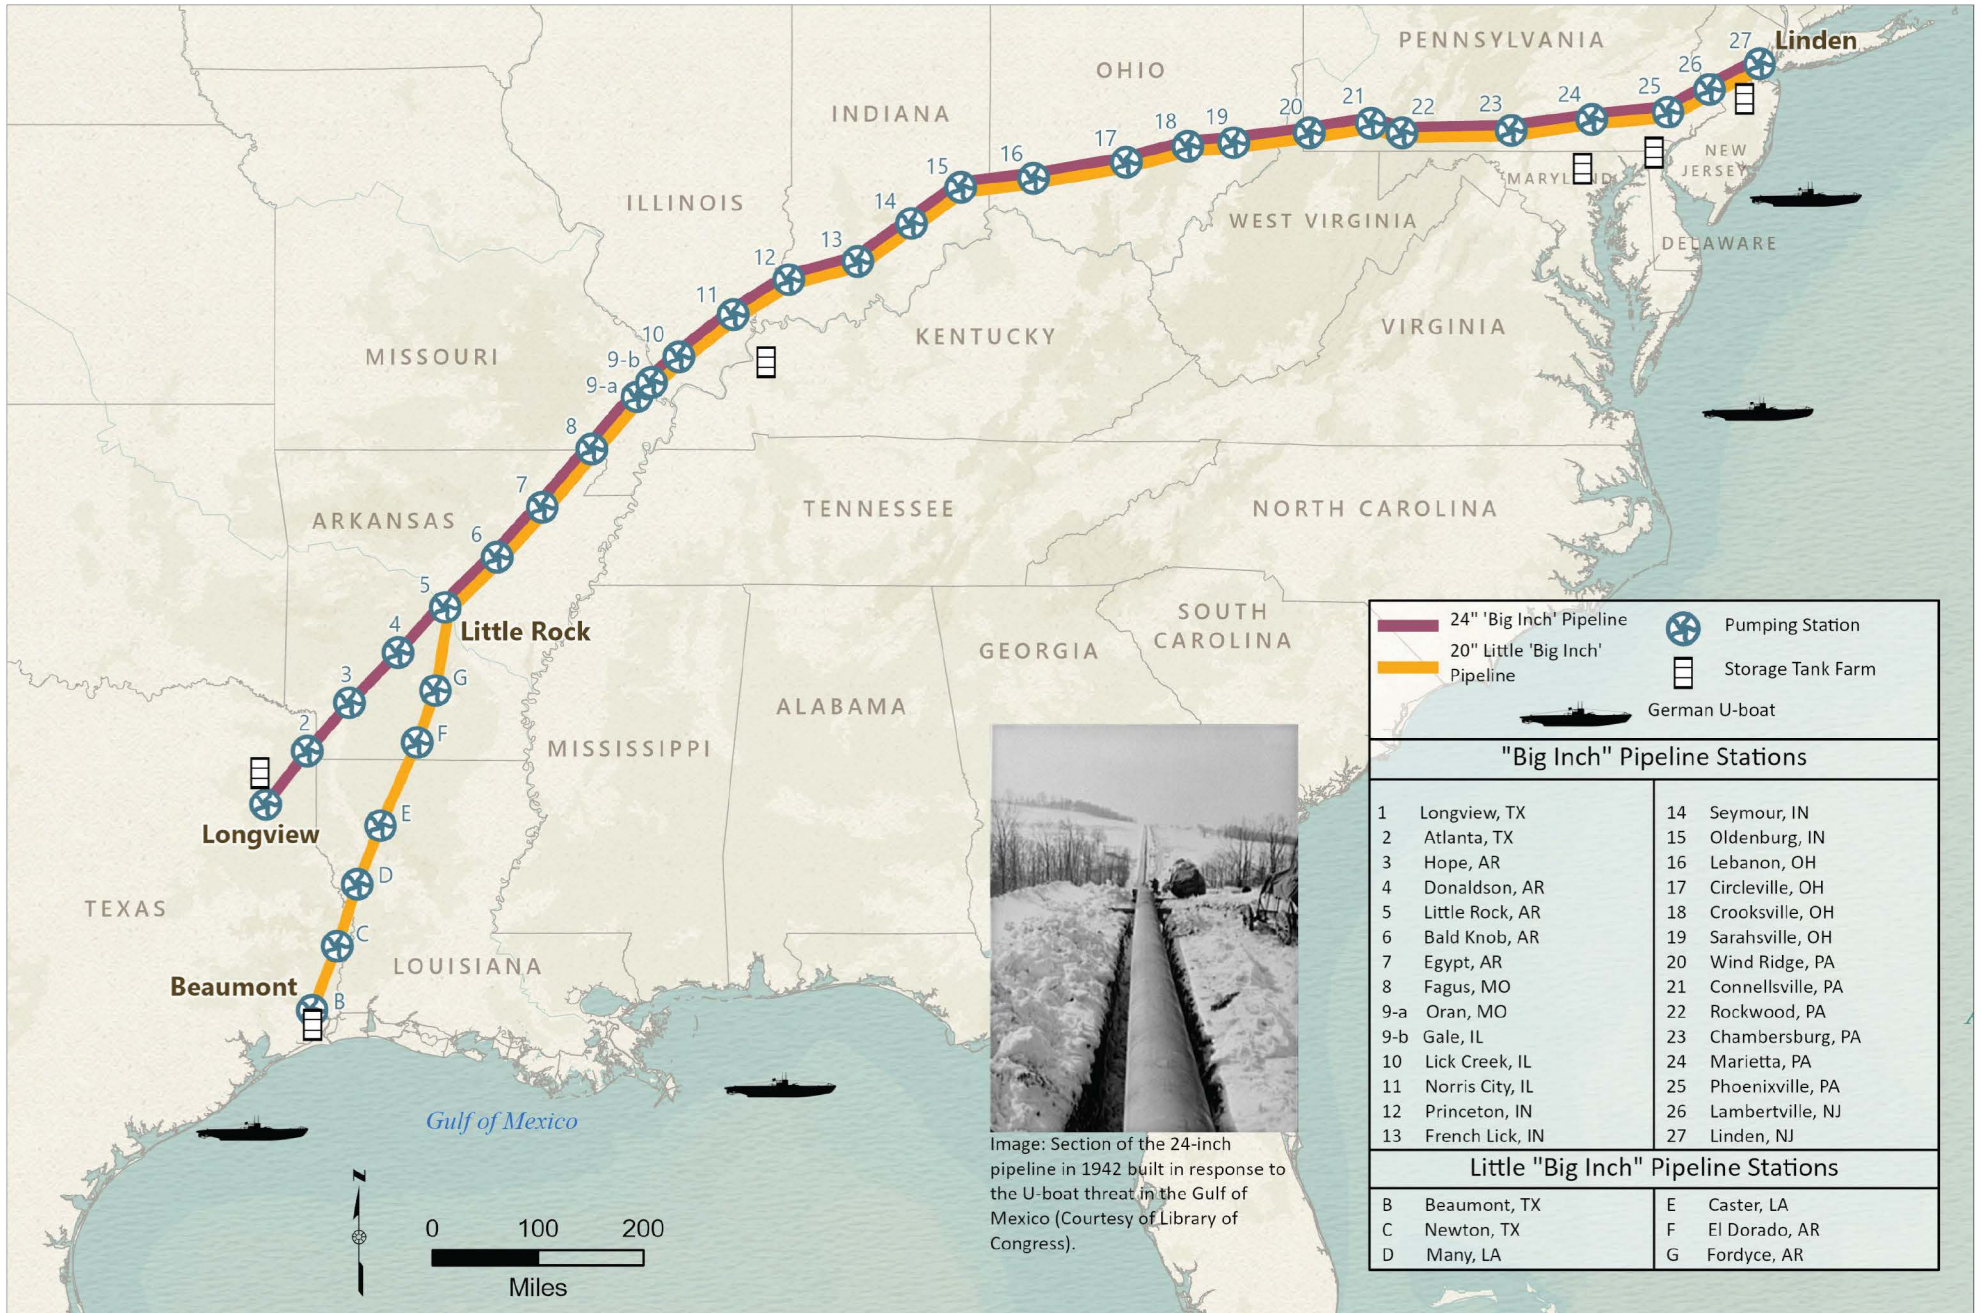 PENNSYLVANIA
27 Linden
OHIO
26
25
24
23
22
21
20
19
18
17
16
15
14
13
12
11
10
9-b
9-a
8
7
6
5
4
3
2
INDIANA
NEW
JERSEY
MARYLAND
ILLINOIS
WEST VIRGINIA
DELAWARE
MISSOURI
KENTUCKY
VIRGINIA
ARKANSAS
TENNESSEE
NORTH CAROLINA
Little Rock
SOUTH
CAROLINA
GEORGIA
ALABAMA
MISSISSIPPI
G
F
E
D
C
B
Longview
TEXAS
LOUISIANA
Beaumont
Gulf of Mexico
N
0 100 200
Miles
Image: Section of the 24-inch
pipeline in 1942 built in response to
the U-boat threat in the Gulf of
Mexico (Courtesy of Library of
Congress).
24" 'Big Inch' Pipeline
20" Little 'Big Inch'
Pipeline
Pumping Station
Storage Tank Farm
German U-boat
"Big Inch" Pipeline Stations
1 Longview, TX
2 Atlanta, TX
3 Hope, AR
4 Donaldson, AR
5 Little Rock, AR
6 Bald Knob, AR
7 Egypt, AR
8 Fagus, MO
9-a Oran, MO
9-b Gale, IL
10 Lick Creek, IL
11 Norris City, IL
12 Princeton, IN
13 French Lick, IN
14 Seymour, IN
15 Oldenburg, IN
16 Lebanon, OH
17 Circleville, OH
18 Crooksville, OH
19 Sarahsville, OH
20 Wind Ridge, PA
21 Connellsville, PA
22 Rockwood, PA
23 Chambersburg, PA
24 Marietta, PA
25 Phoenixville, PA
26 Lambertville, NJ
27 Linden, NJ
Little "Big Inch" Pipeline Stations
B Beaumont, TX
C Newton, TX
D Many, LA
E Caster, LA
F El Dorado, AR
G Fordyce, AR